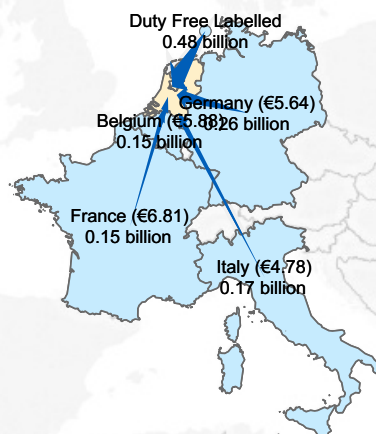 Duty Free Labelled
0.48 billion
Germany (€5.64)
0.26 billion
Belgium (€5.88)
0.15 billion
France (€6.81)
0.15 billion
Italy (€4.78)
0.17 billion